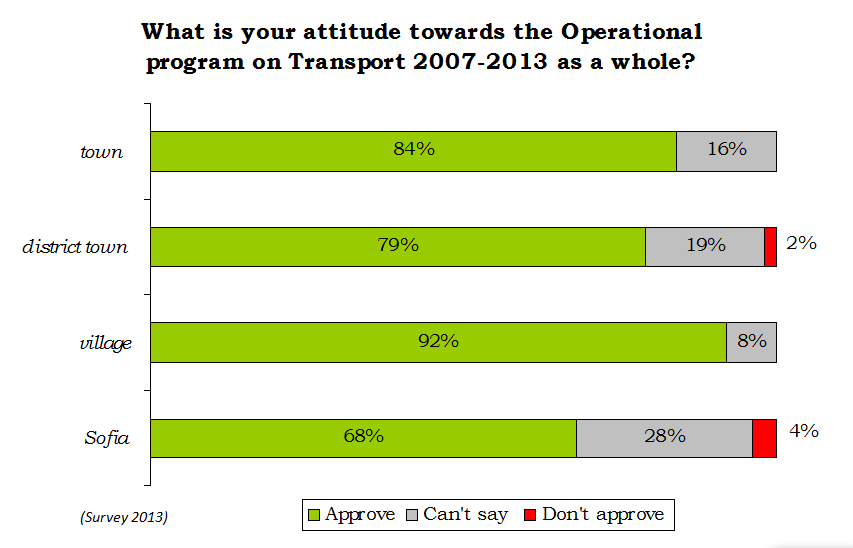 What is your attitude towards the Operational
program on Transport 2007-2013 as a whole?
town 84% 16%
district town 79% 19% 2%
village 92% 8%
Sofia 68% 28% 4%
(Survey 2013)
Approve Can't say Don't approve